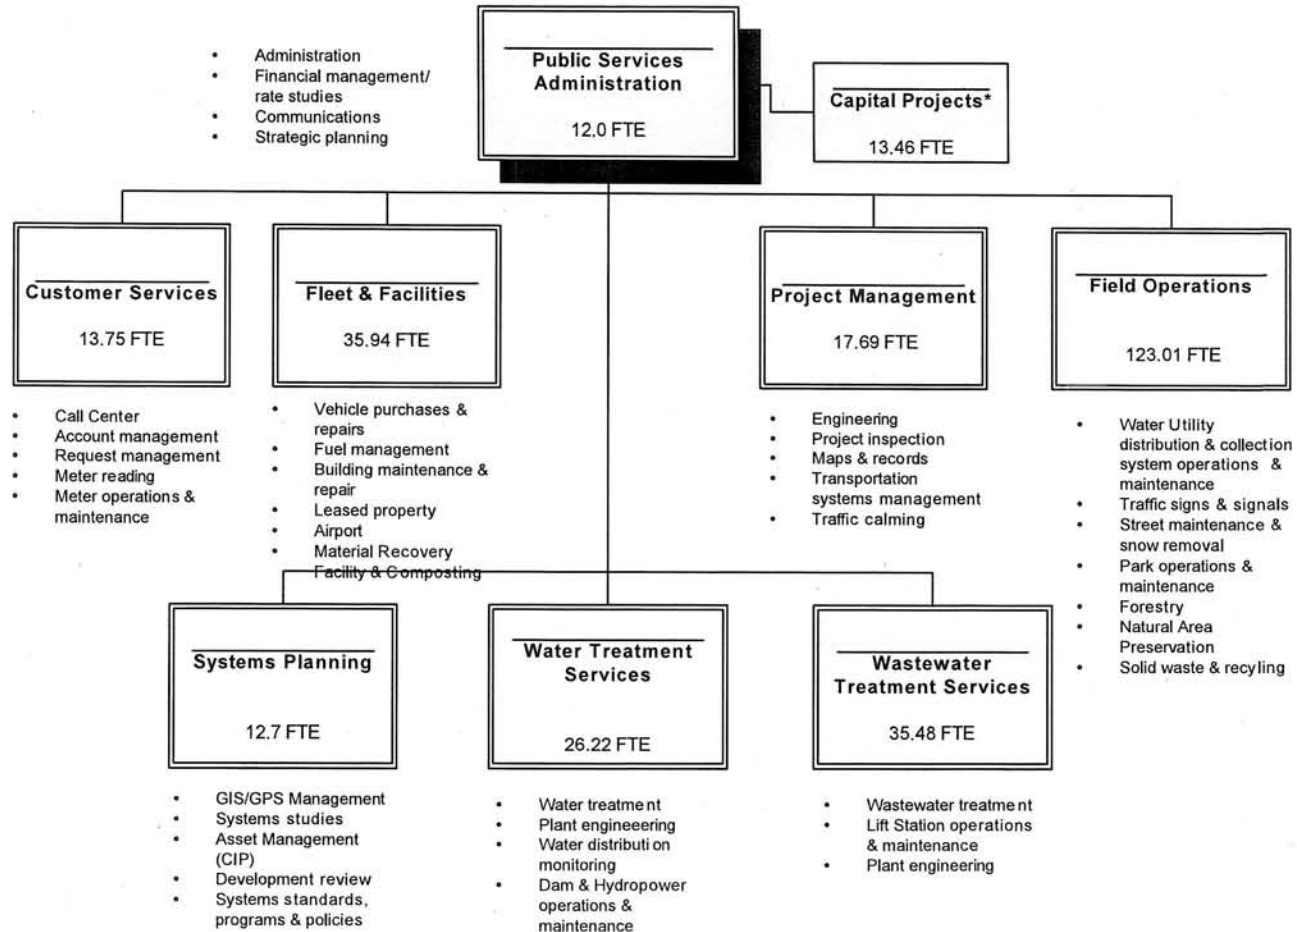 • Administration
• Financial management/
rate studies
• Communications
• Strategic planning
Public Services
Administration
12.0 FTE
Capital Projects*
13.46 FTE
Customer Services
13.75 FTE
• Call Center
• Account management
• Request management
• Meter reading
• Meter operations &
maintenance
Fleet & Facilities
35.94 FTE
• Vehicle purchases &
repairs
• Fuel management
• Building maintenance &
repair
• Leased property
• Airport
• Material Recovery
Facility & Composting
Project Management
17.69 FTE
• Engineering
• Project inspection
• Maps & records
• Transportation
systems management
• Traffic calming
Field Operations
123.01 FTE
• Water Utility
distribution & collection
system operations &
maintenance
• Traffic signs & signals
• Street maintenance &
snow removal
• Park operations &
maintenance
• Forestry
• Natural Area
Preservation
• Solid waste & recyling
Systems Planning
12.7 FTE
• GIS/GPS Management
• Systems studies
• Asset Management
(CIP)
• Development review
• Systems standards,
programs & policies
Water Treatment
Services
26.22 FTE
• Water treatment
• Plant engineeering
• Water distribution
monitoring
• Dam & Hydropower
operations &
maintenance
Wastewater
Treatment Services
35.48 FTE
• Wastewater treatment
• Lift Station operations
& maintenance
• Plant engineering